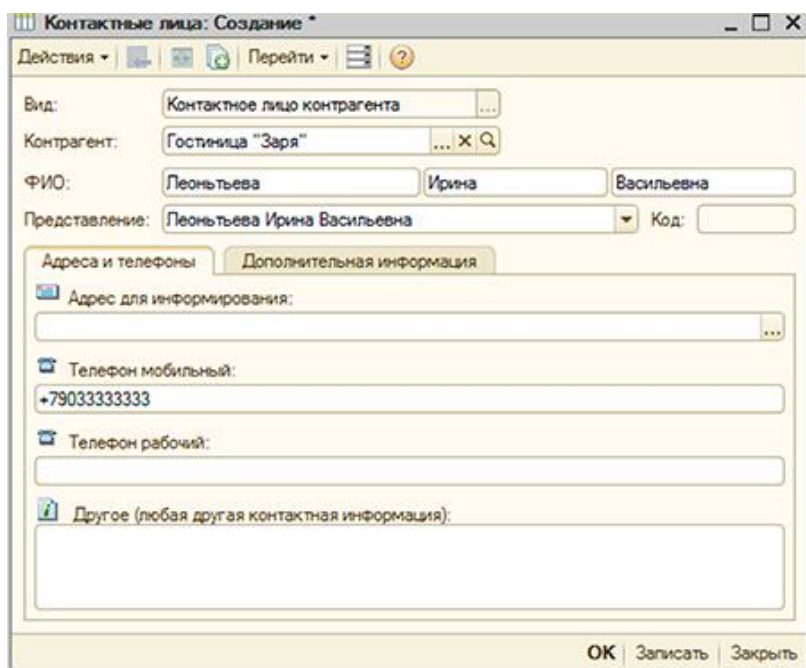 Контактные лица: Создание *
Действия Перейти
Вид: Контактное лицо контрагента ...
Контрагент: Гостиница "Заря" ... x
ФИО: Леонтьева Ирина Васильевна
Представление: Леонтьева Ирина Васильевна Код:
Адреса и телефоны Дополнительная информация
Адрес для информирования:
...
Телефон мобильный:
+79033333333
Телефон рабочий:
Другое (любая другая контактная информация):
OK Записать Закрыть